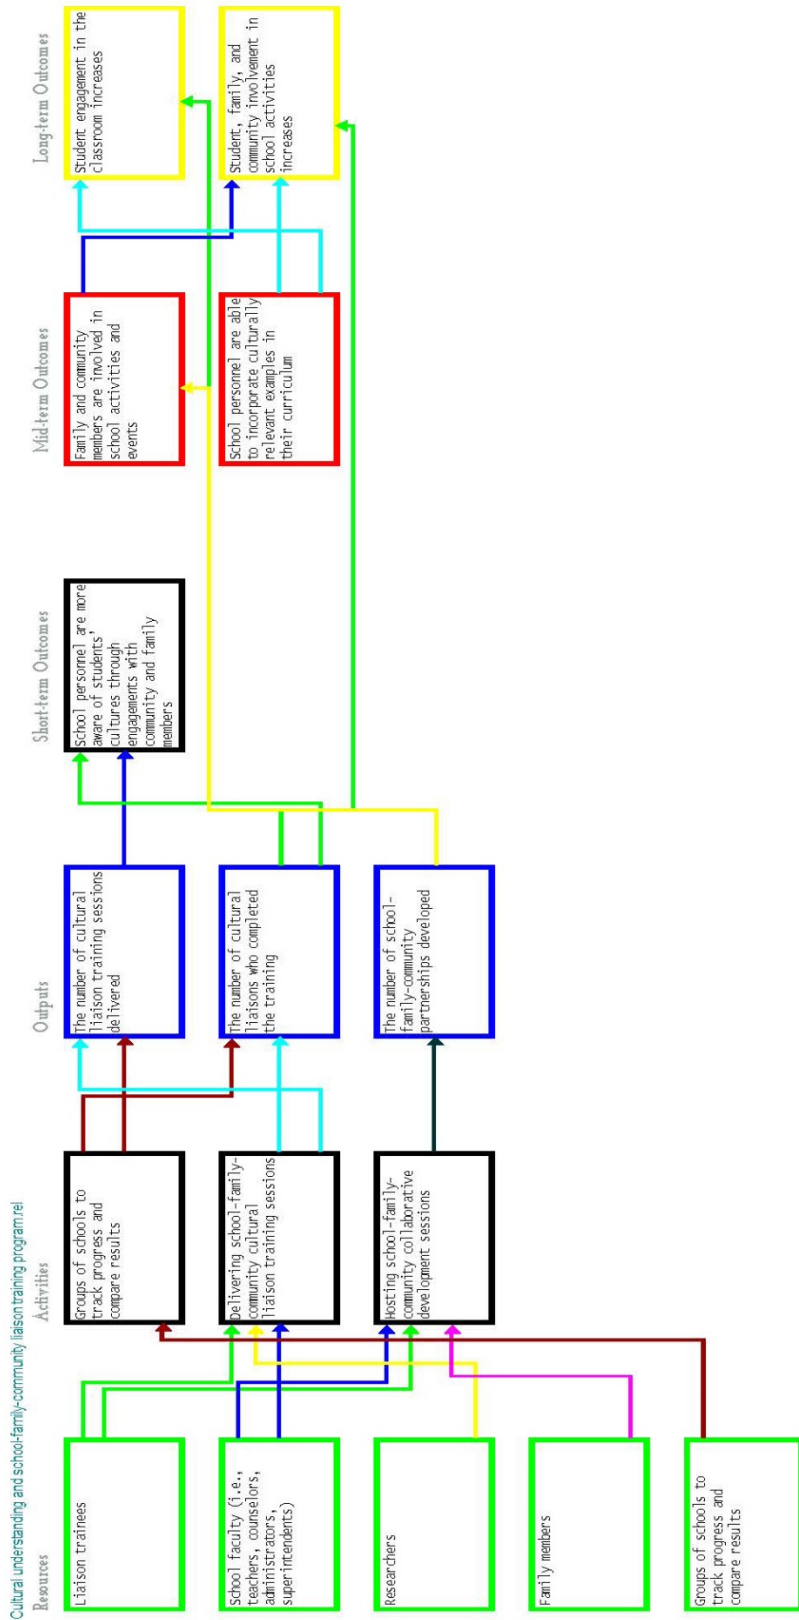 Cultural understanding and school-family-community liaison training program.rel
Resources
Activities
Outputs
Short-term Outcomes
Mid-term Outcomes
Long-term Outcomes
Liaison trainees
School faculty (i.e.,
teachers, counselors,
administrators,
superintendents)
Researchers
Family members
Groups of schools to
track progress and
compare results
Groups of schools to
track progress and
compare results
Delivering school-family-
community cultural
liaison training sessions
Hosting school-family-
community collaborative
development sessions
The number of cultural
liaison training sessions
delivered
The number of cultural
liaisons who completed
the training
The number of school-
family-community
partnerships developed
School personnel are more
aware of students'
cultures through
engagements with
community and family
members
Family and community
members are involved in
school activities and
events
School personnel are able
to incorporate culturally
relevant examples in
their curriculum
Student engagement in the
classroom increases
Student, family, and
community involvement in
school activities
increases